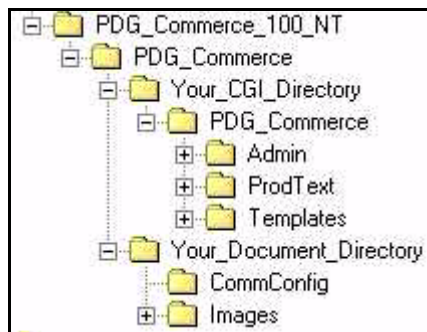 PDG_Commerce_100_NT
PDG_Commerce
Your_CGI_Directory
PDG_Commerce
Admin
ProdText
Templates
Your_Document_Directory
CommConfig
Images